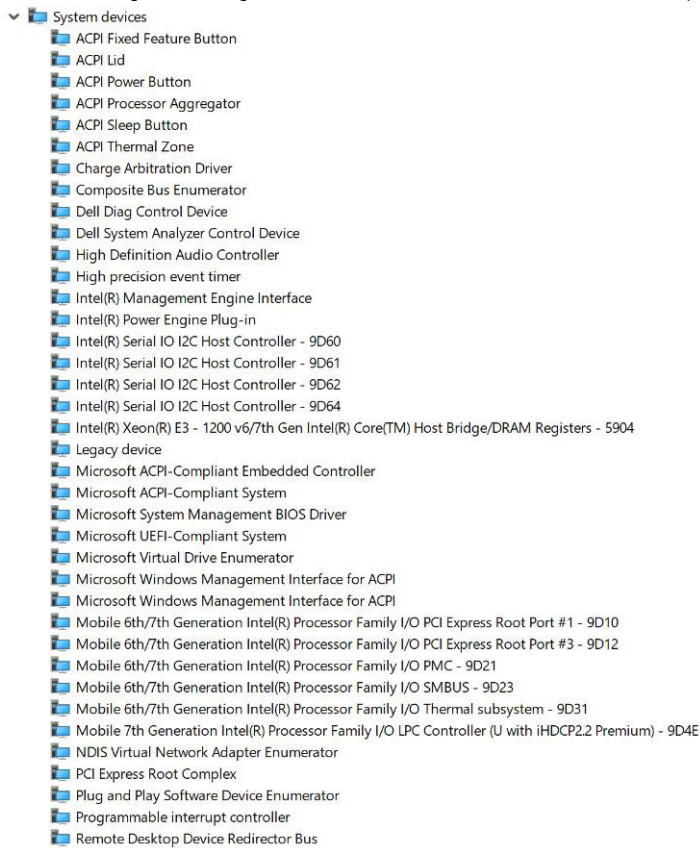 System devices
ACPI Fixed Feature Button
ACPI Lid
ACPI Power Button
ACPI Processor Aggregator
ACPI Sleep Button
ACPI Thermal Zone
Charge Arbitration Driver
Composite Bus Enumerator
Dell Diag Control Device
Dell System Analyzer Control Device
High Definition Audio Controller
High precision event timer
Intel(R) Management Engine Interface
Intel(R) Power Engine Plug-in
Intel(R) Serial IO I2C Host Controller - 9D60
Intel(R) Serial IO I2C Host Controller - 9D61
Intel(R) Serial IO I2C Host Controller - 9D62
Intel(R) Serial IO I2C Host Controller - 9D64
Intel(R) Xeon(R) E3 - 1200 v6/7th Gen Intel(R) Core(TM) Host Bridge/DRAM Registers - 5904
Legacy device
Microsoft ACPI-Compliant Embedded Controller
Microsoft ACPI-Compliant System
Microsoft System Management BIOS Driver
Microsoft UEFI-Compliant System
Microsoft Virtual Drive Enumerator
Microsoft Windows Management Interface for ACPI
Microsoft Windows Management Interface for ACPI
Mobile 6th/7th Generation Intel(R) Processor Family I/O PCI Express Root Port #1 - 9D10
Mobile 6th/7th Generation Intel(R) Processor Family I/O PCI Express Root Port #3 - 9D12
Mobile 6th/7th Generation Intel(R) Processor Family I/O PMC - 9D21
Mobile 6th/7th Generation Intel(R) Processor Family I/O SMBUS - 9D23
Mobile 6th/7th Generation Intel(R) Processor Family I/O Thermal subsystem - 9D31
Mobile 7th Generation Intel(R) Processor Family I/O LPC Controller (U with iHDCP2.2 Premium) - 9D4E
NDIS Virtual Network Adapter Enumerator
PCI Express Root Complex
Plug and Play Software Device Enumerator
Programmable interrupt controller
Remote Desktop Device Redirector Bus